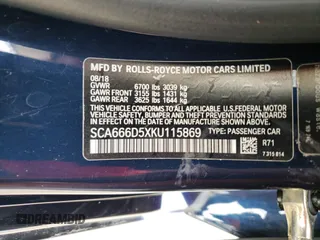 MFD BY ROLLS-ROYCE MOTOR CARS LIMITED
08/18
GVWR 6700 lbs 3039 kg
GAWR FRONT 3155 lbs 1431 kg
GAWR REAR 3625 lbs 1644 kg
THIS VEHICLE CONFORMS TO ALL APPLICABLE U.S.
FEDERAL MOTOR VEHICLE SAFETY, BUMPER, AND
THEFT PREVENTION STANDARDS IN EFFECT ON THE
DATE OF MANUFACTURE SHOWN ABOVE.
SCA666D5XKU115869 TYPE: PASSENGER CAR
R71
7 315 014
DREAMBID